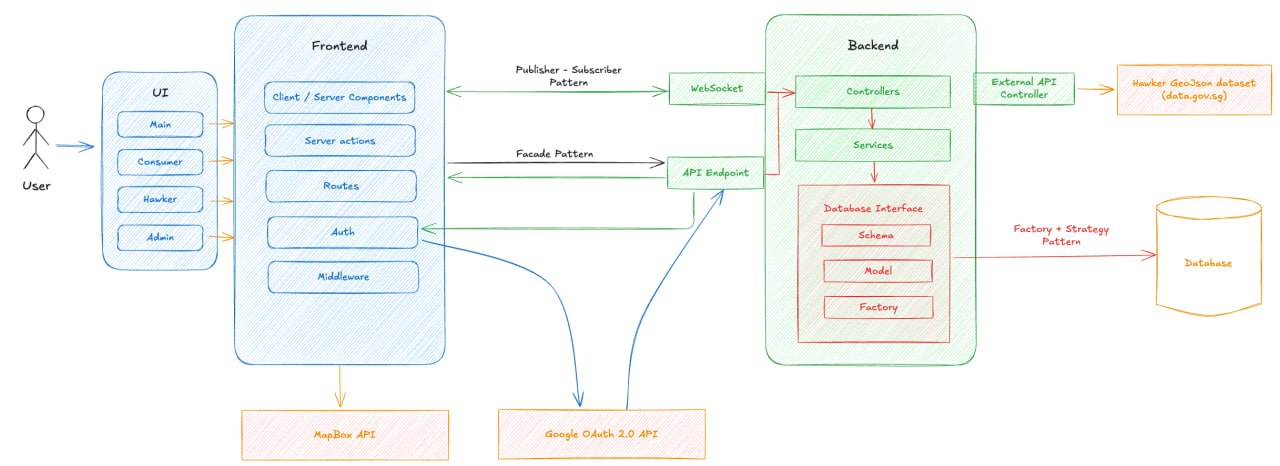 User
UI
Main
Consumer
Hawker
Admin
Frontend
Client / Server Components
Server actions
Routes
Auth
Middleware
Publisher - Subscriber
Pattern
Facade Pattern
WebSocket
API Endpoint
Backend
Controllers
Services
Database Interface
Schema
Model
Factory
External API
Controller
Hawker GeoJson dataset
(data.gov.sg)
Factory + Strategy
Pattern
Database
MapBox API
Google OAuth 2.0 API